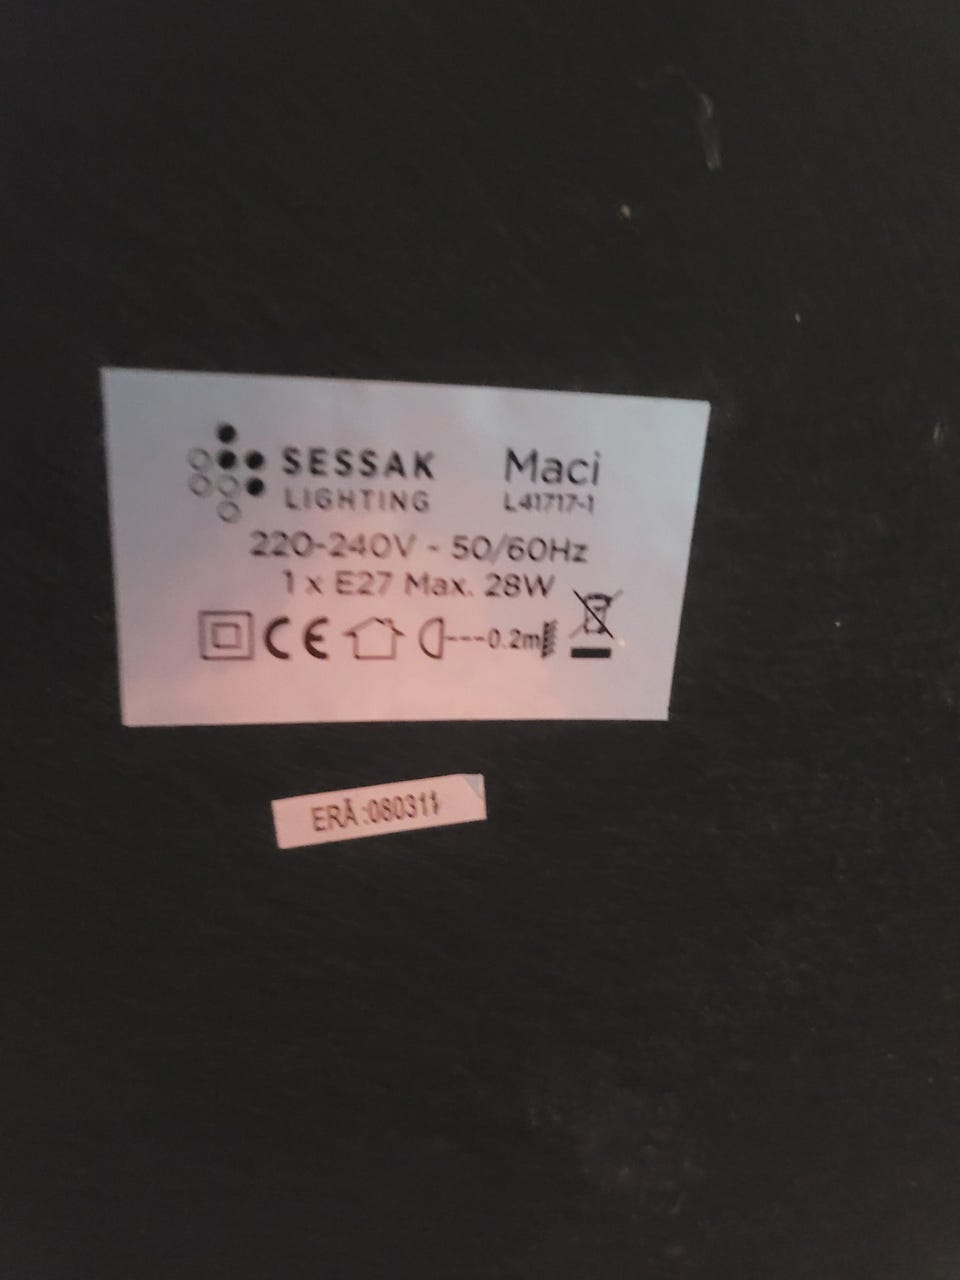 SESSAK Maci
LIGHTING L41717-1
220-240V - 50/60Hz
1 x E27 Max. 28W
CE 0.2m
ERÄ:080311